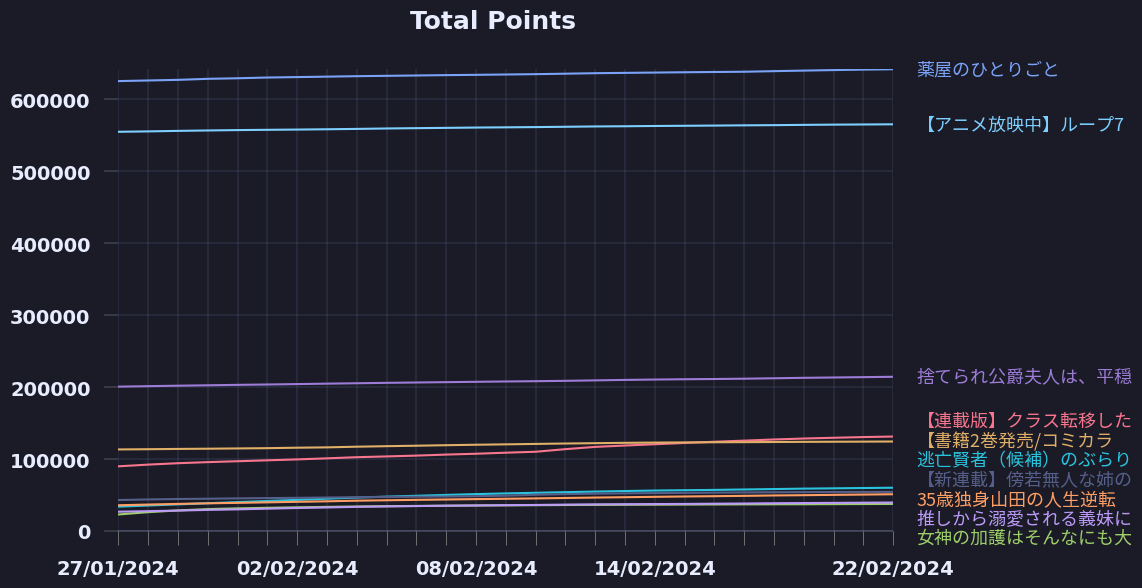 Total Points
600000
500000
400000
300000
200000
100000
0
27/01/2024
02/02/2024
08/02/2024
14/02/2024
22/02/2024
薬屋のひとりごと
【アニメ放映中】ループ7
捨てられ公爵夫人は、平穏
【連載版】クラス転移した
【書籍2巻発売/コミカラ
逃亡賢者（候補）のぶらり
【新連載】傍若無人な姉の
35歳独身山田の人生逆転
推しから溺愛される義妹に
女神の加護はそんなにも大